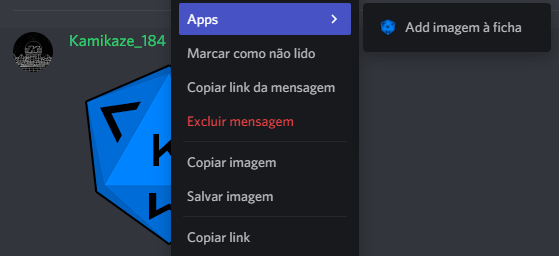 Apps
Add imagem à ficha
Kamikaze_184
Marcar como não lido
Copiar link da mensagem
Excluir mensagem
Copiar imagem
Salvar imagem
Copiar link